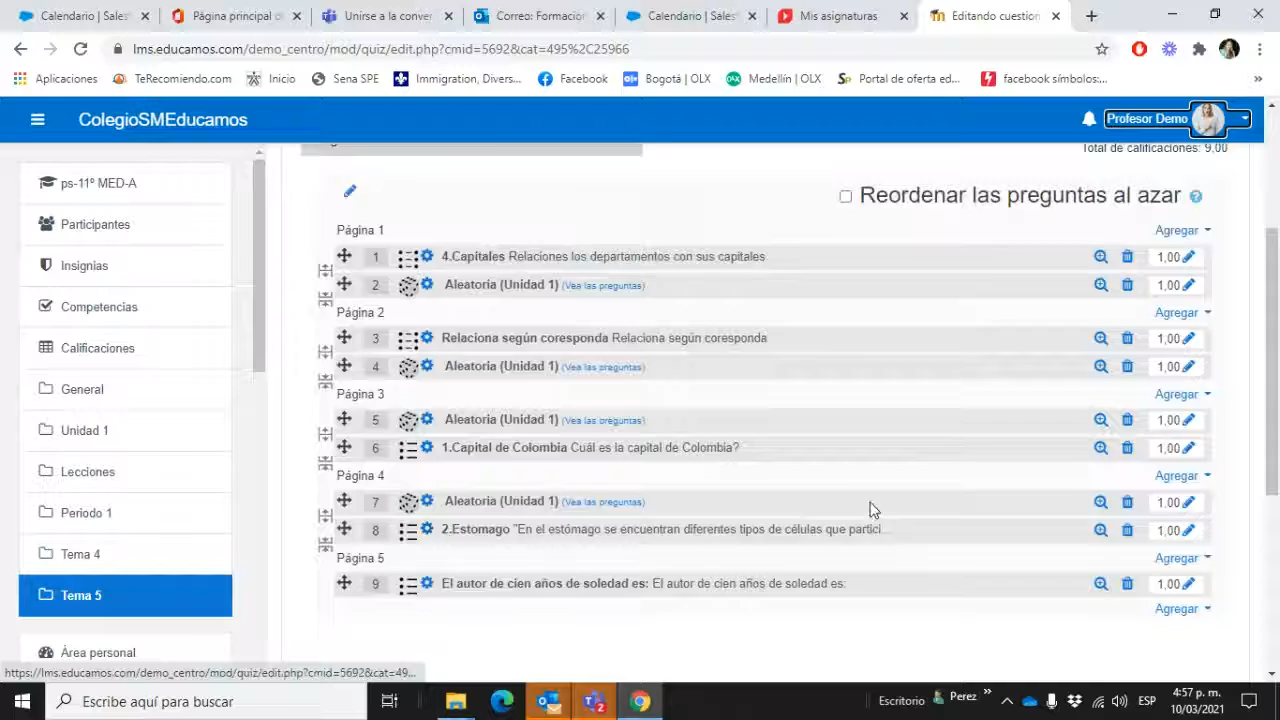 Calendario | Sales
Página principal d
Unirse a la conver
Correo: Formacion
Calendario | Sales
Mis asignaturas
Editando cuestion
lms.educamos.com/demo_centro/mod/quiz/edit.php?cmid=5692&cat=495%2C25966
Aplicaciones
TeRecomiendo.com
Inicio
Sena SPE
Immigration, Divers...
Facebook
Bogotá | OLX
Medellín | OLX
Portal de oferta ed...
facebook símbolos:...
ColegioSMEducamos
Profesor Demo
Total de calificaciones: 9,00
ps-11º MED-A
Participantes
Insignias
Competencias
Calificaciones
General
Unidad 1
Lecciones
Periodo 1
Tema 4
Tema 5
Área personal
Reordenar las preguntas al azar
Página 1 Agregar
1 4.Capitales Relaciones los departamentos con sus capitales 1,00
2 Aleatoria (Unidad 1) (Vea las preguntas) 1,00
Página 2 Agregar
3 Relaciona según coresponda Relaciona según coresponda 1,00
4 Aleatoria (Unidad 1) (Vea las preguntas) 1,00
Página 3 Agregar
5 Aleatoria (Unidad 1) (Vea las preguntas) 1,00
6 1.Capital de Colombia Cuál es la capital de Colombia? 1,00
Página 4 Agregar
7 Aleatoria (Unidad 1) (Vea las preguntas) 1,00
8 2.Estomago "En el estómago se encuentran diferentes tipos de células que partici... 1,00
Página 5 Agregar
9 El autor de cien años de soledad es: El autor de cien años de soledad es: 1,00
Agregar
https://lms.educamos.com/demo_centro/mod/quiz/edit.php?cmid=5692&cat=49...
Escribe aquí para buscar
Escritorio
Perez
ESP
4:57 p. m.
10/03/2021